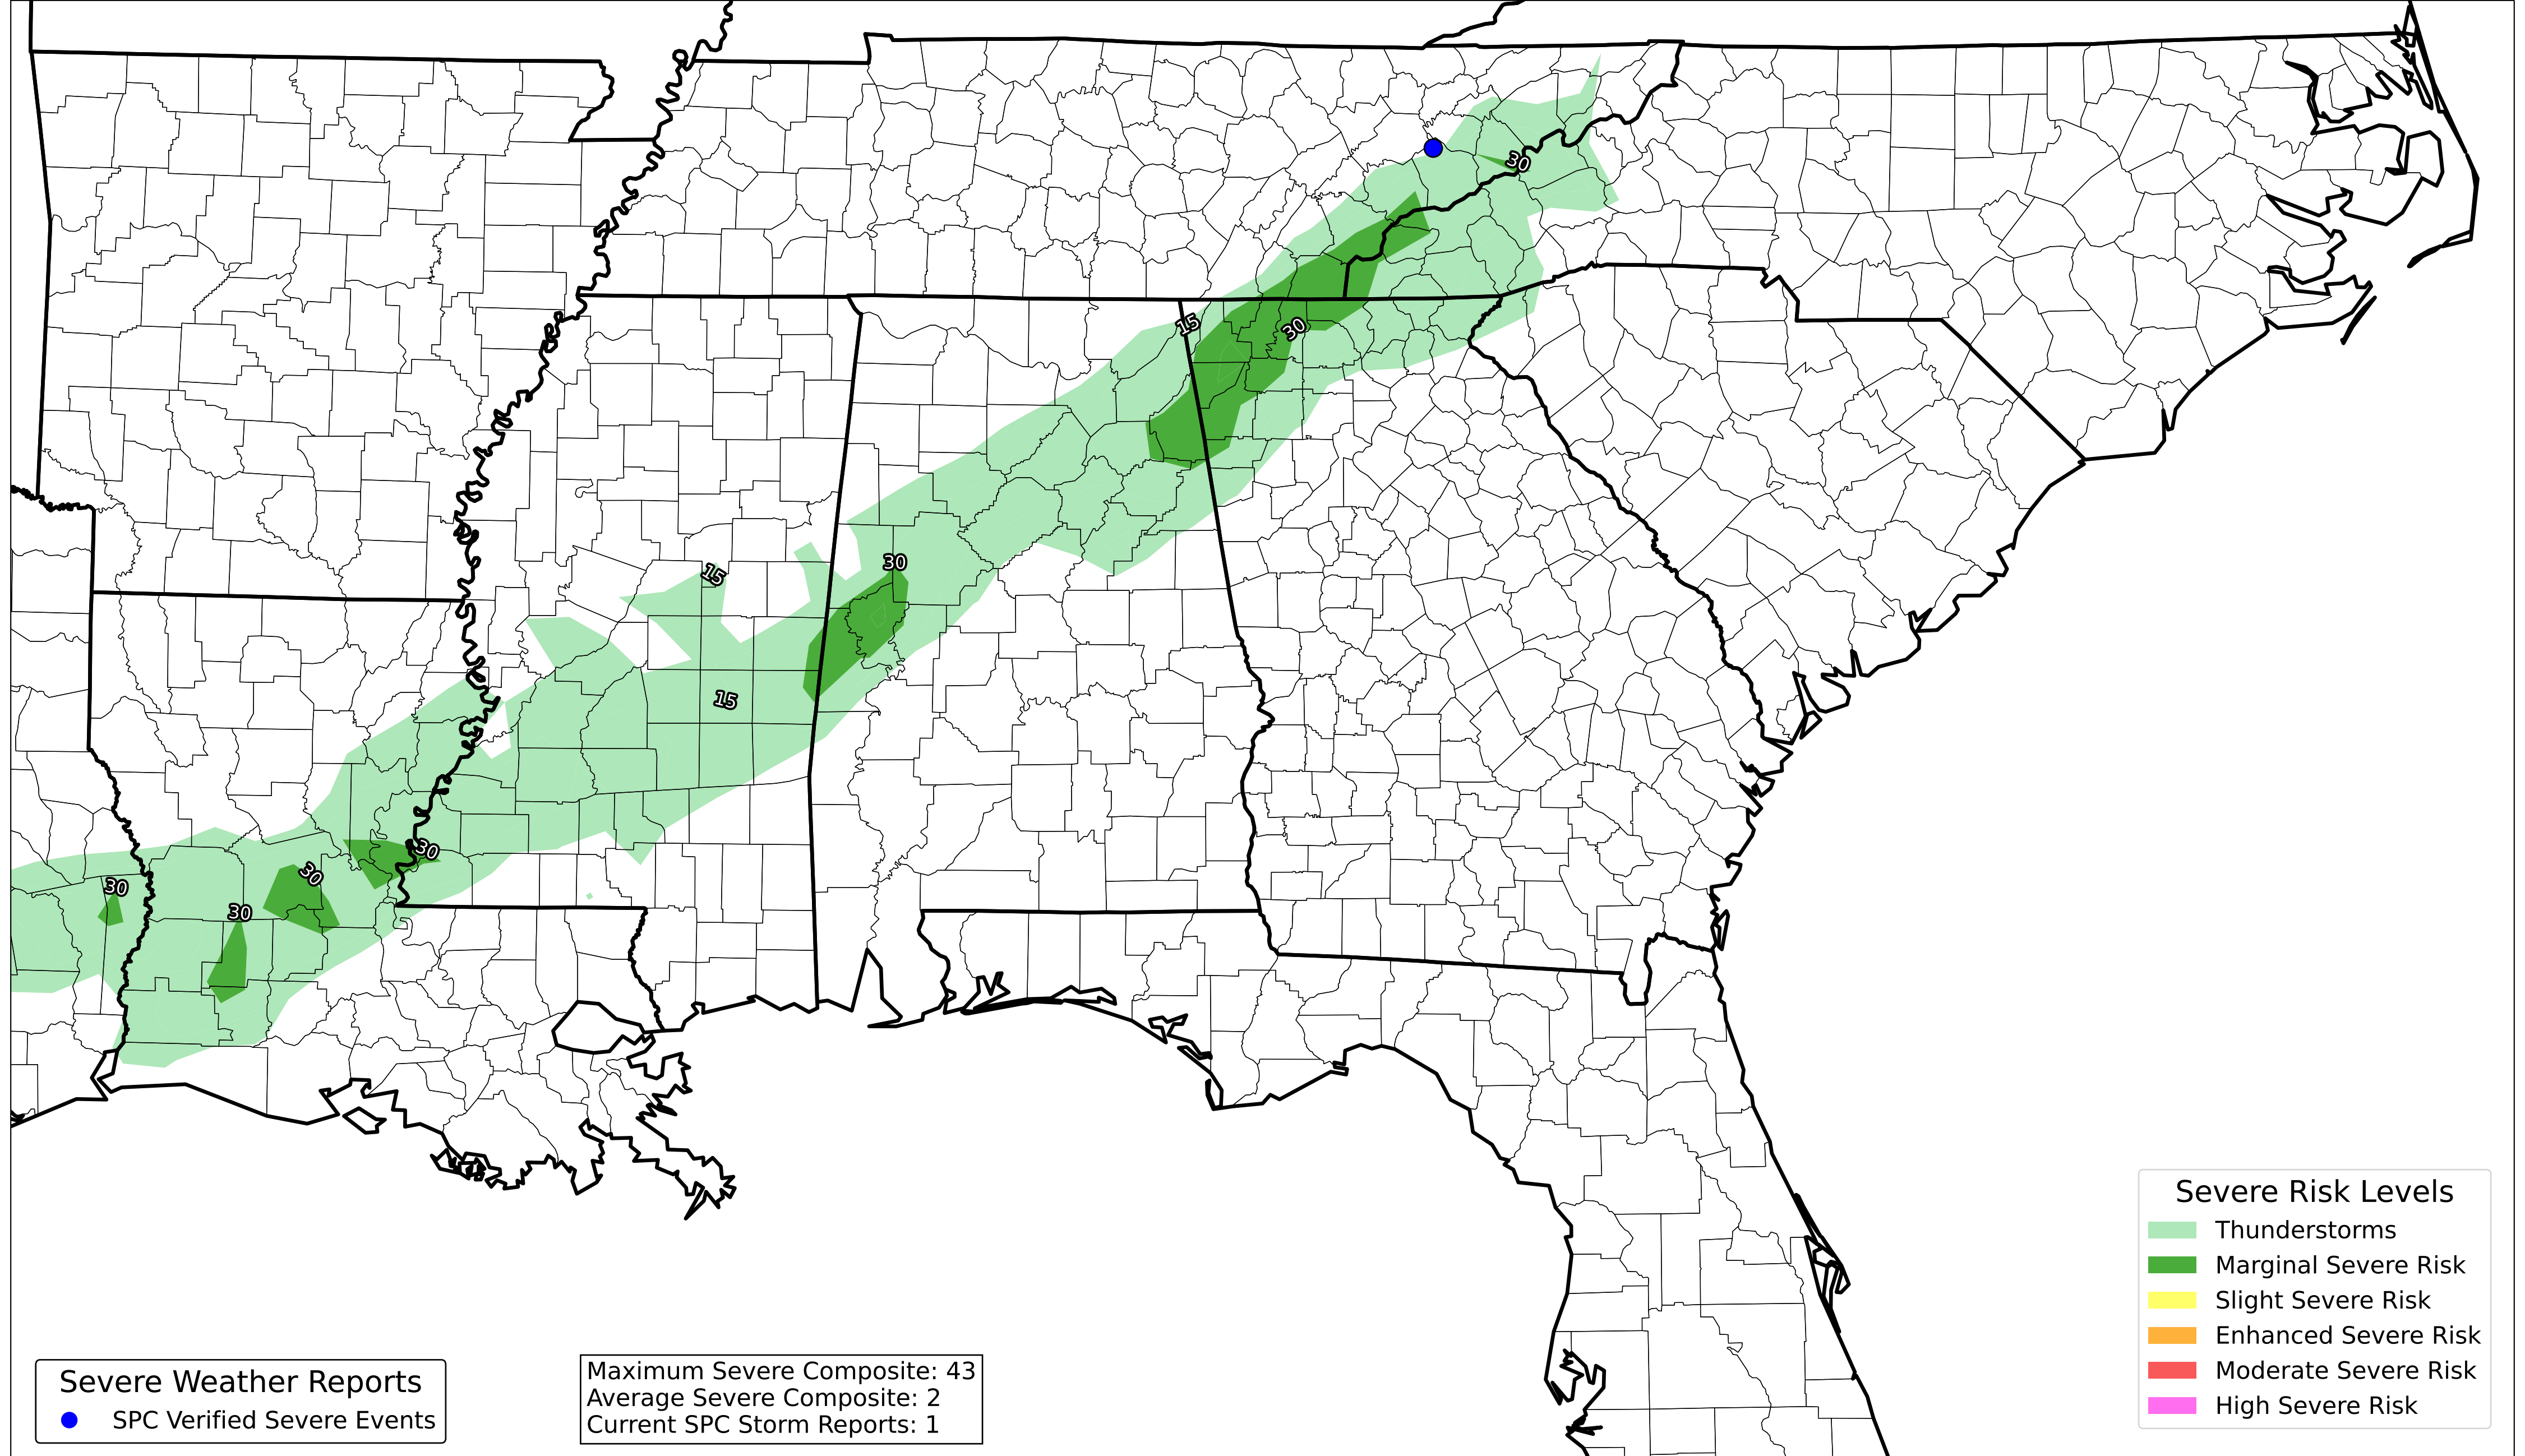 30
15
30
30
15
15
30
30
30
30
Severe Risk Levels
Thunderstorms
Marginal Severe Risk
Slight Severe Risk
Enhanced Severe Risk
Moderate Severe Risk
High Severe Risk
Severe Weather Reports
SPC Verified Severe Events
Maximum Severe Composite: 43
Average Severe Composite: 2
Current SPC Storm Reports: 1